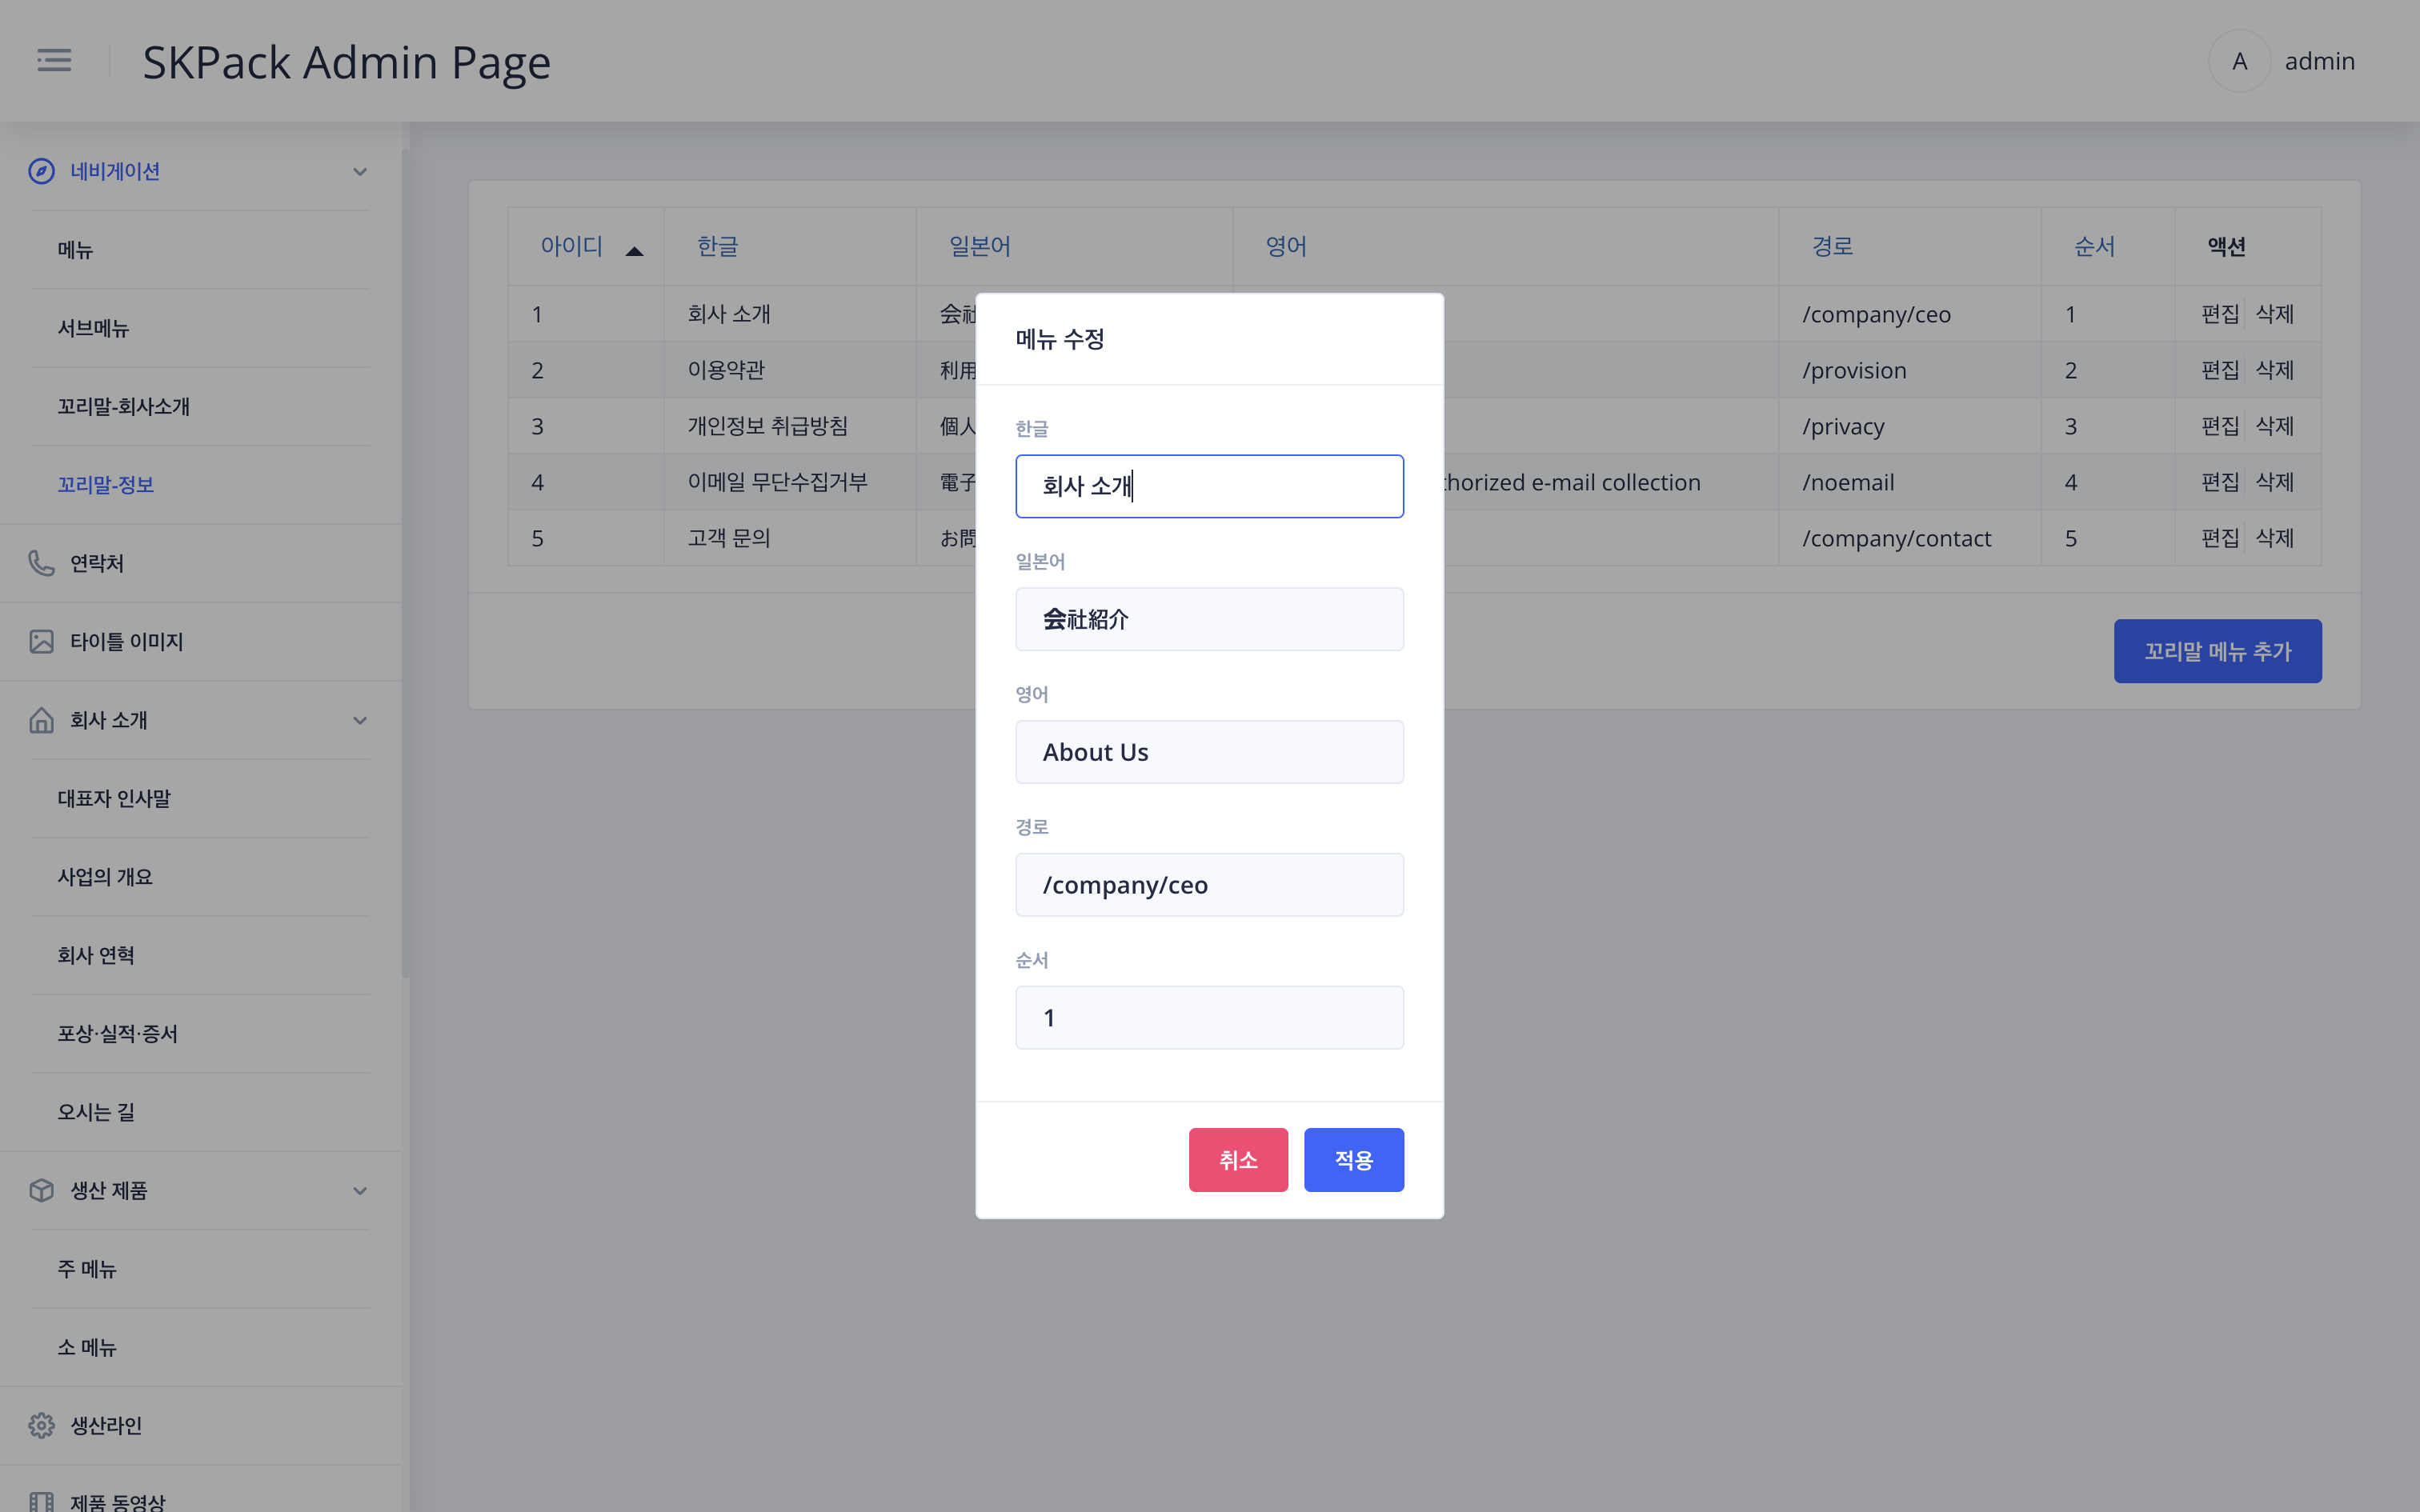 SKPack Admin Page
A admin
네비게이션
메뉴
서브메뉴
꼬리말-회사소개
꼬리말-정보
연락처
타이틀 이미지
회사 소개
대표자 인사말
사업의 개요
회사 연혁
포상·실적·증서
오시는 길
생산 제품
주 메뉴
소 메뉴
생산라인
제품 동영상
아이디 한글 일본어 영어 경로 순서 액션
1 회사 소개 会社 /company/ceo 1 편집 삭제
2 이용약관 利用 /provision 2 편집 삭제
3 개인정보 취급방침 個人 /privacy 3 편집 삭제
4 이메일 무단수집거부 電子 e-mail collection /noemail 4 편집 삭제
5 고객 문의 お問 /company/contact 5 편집 삭제
꼬리말 메뉴 추가
메뉴 수정
한글
회사 소개
일본어
会社紹介
영어
About Us
경로
/company/ceo
순서
1
취소 적용